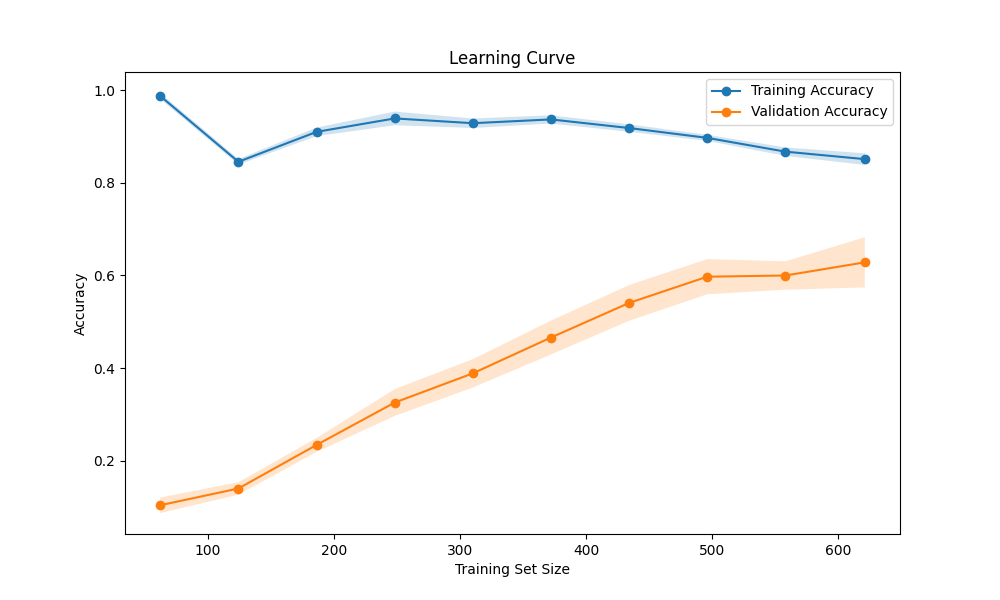 Learning Curve
Training Accuracy
Validation Accuracy
1.0
0.8
0.6
0.4
0.2
Accuracy
100 200 300 400 500 600
Training Set Size